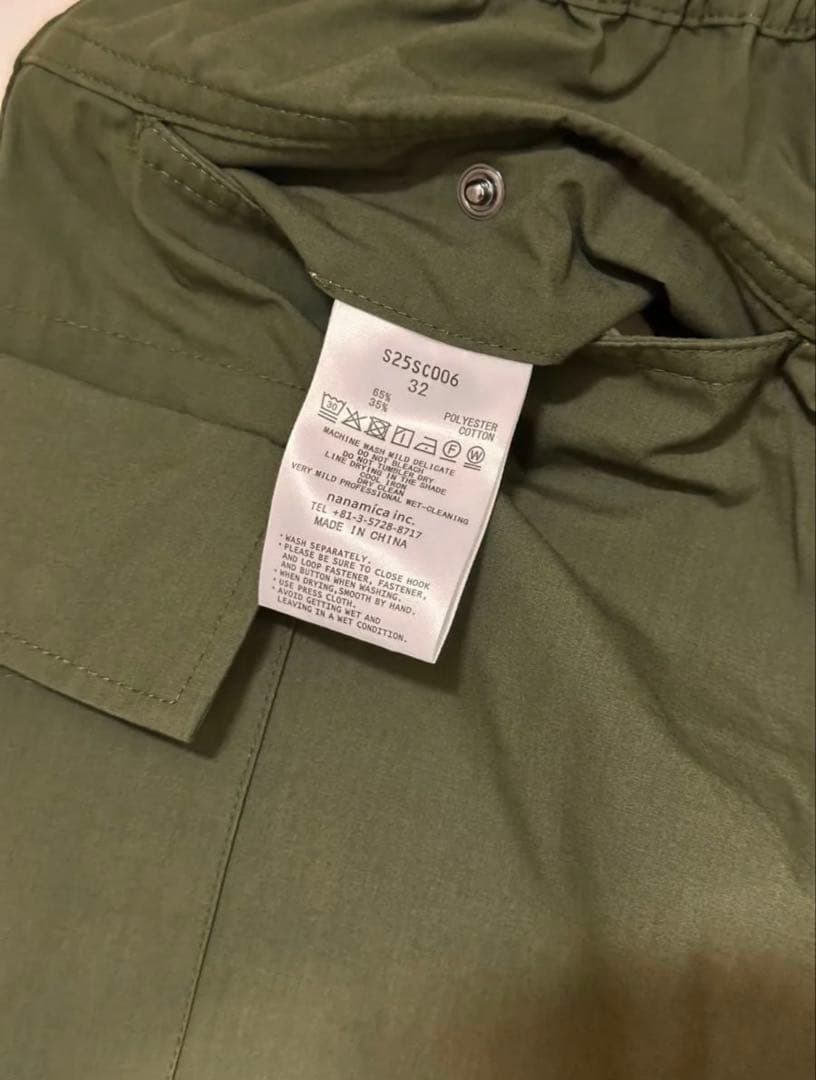 S25SC006
32
65% POLYESTER
35% COTTON
30 F W
MACHINE WASH MILD DELICATE
DO NOT BLEACH
DO NOT TUMBLER DRY
LINE DRYING IN THE SHADE
COOL IRON
DRY CLEAN
VERY MILD PROFESSIONAL WET-CLEANING
nanamica inc.
TEL +81-3-5728-8717
MADE IN CHINA
・WASH SEPARATELY.
・PLEASE BE SURE TO CLOSE HOOK
AND LOOP FASTENER, FASTENER,
AND BUTTON WHEN WASHING.
・WHEN DRYING,SMOOTH BY HAND.
・USE PRESS CLOTH.
・AVOID GETTING WET AND
LEAVING IN A WET CONDITION.